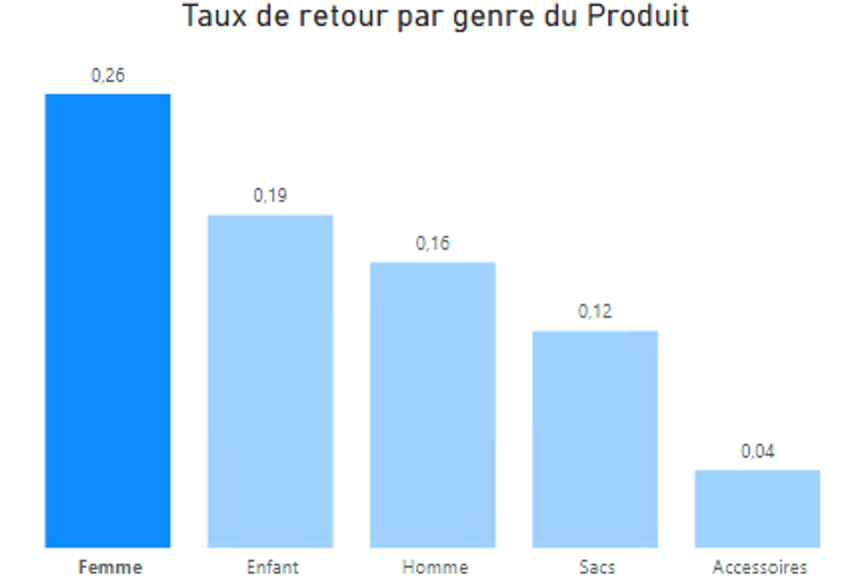 Taux de retour par genre du Produit
0,26
0,19
0,16
0,12
0,04
Femme Enfant Homme Sacs Accessoires